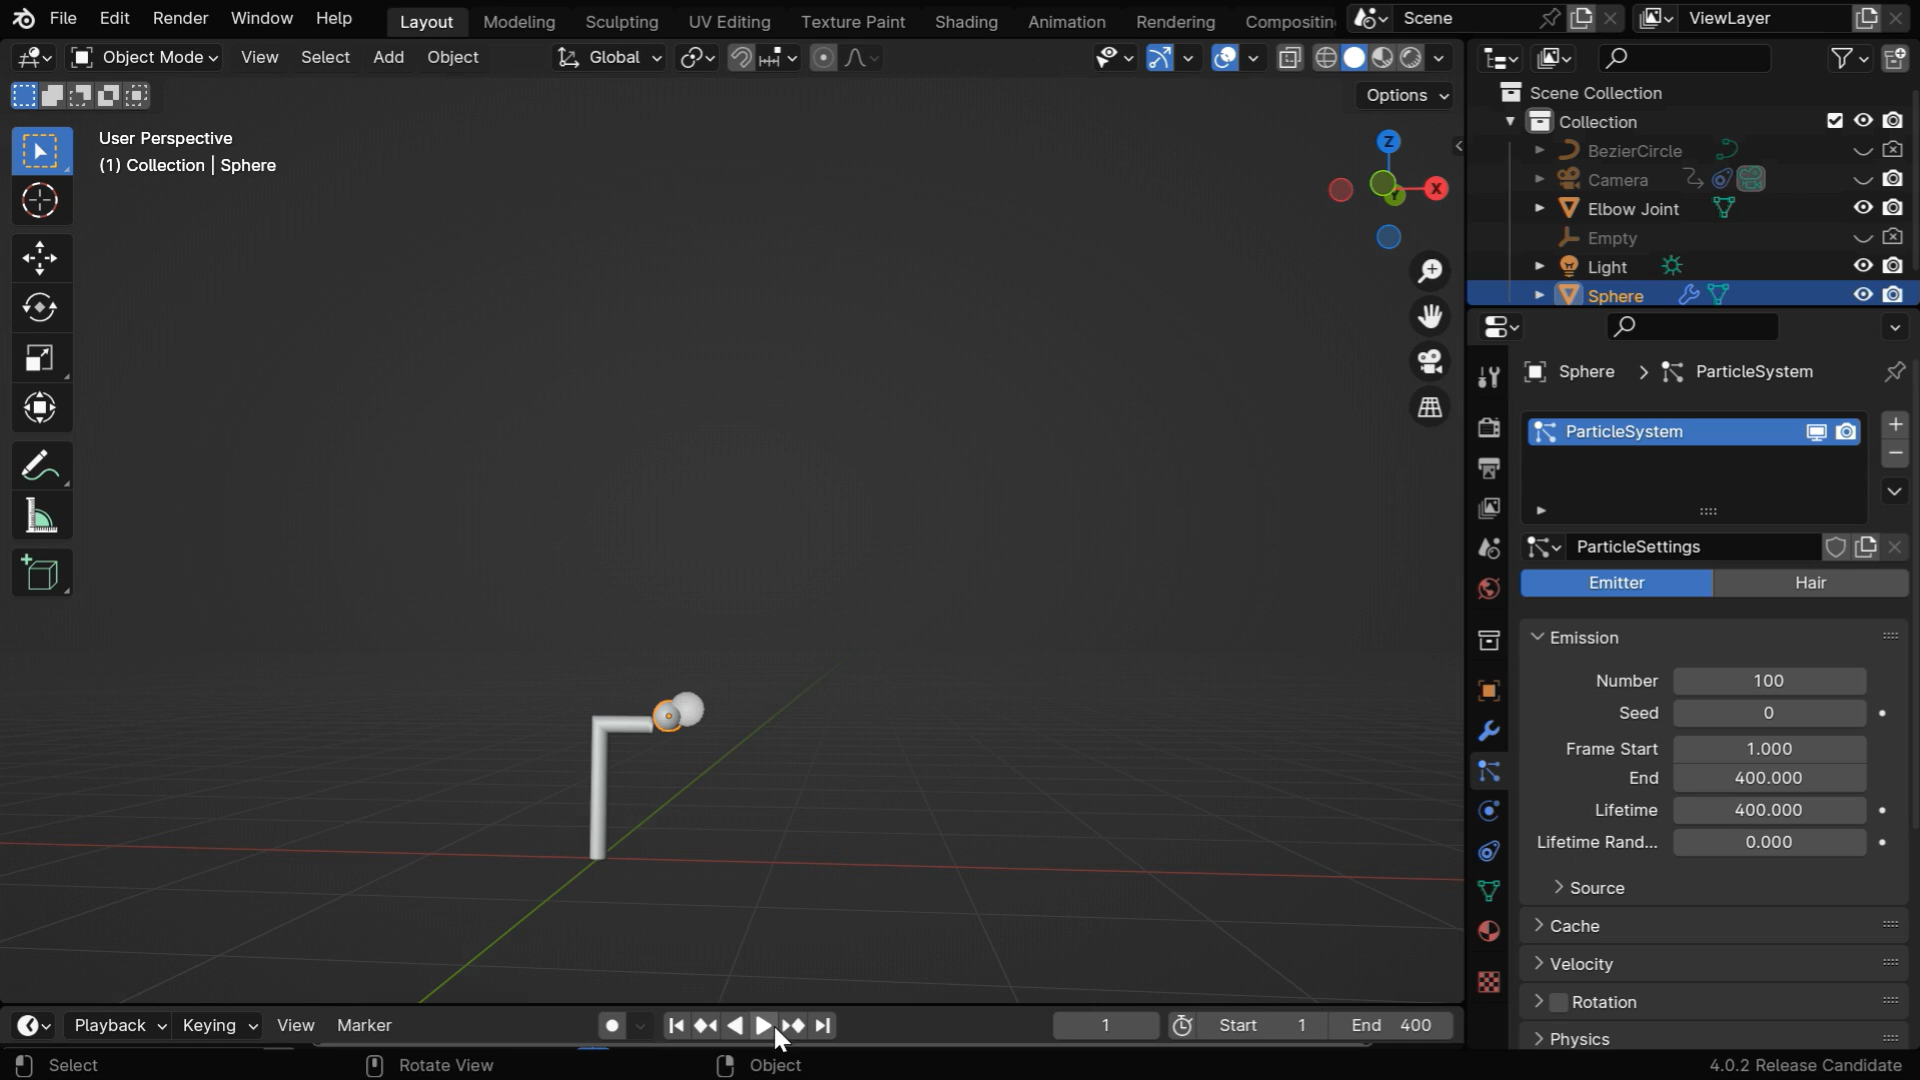 File Edit Render Window Help Layout Modeling Sculpting UV Editing Texture Paint Shading Animation Rendering Scene ViewLayer
Object Mode View Select Add Object Global
Options
User Perspective
(1) Collection | Sphere
Z
X
Y
Scene Collection
Collection
BezierCircle
Camera
Elbow Joint
Empty
Light
Sphere
Sphere > ParticleSystem
ParticleSystem
ParticleSettings
Emitter Hair
Emission
Number 100
Seed 0
Frame Start 1.000
End 400.000
Lifetime 400.000
Lifetime Rand... 0.000
Source
Cache
Velocity
Rotation
Physics
Playback Keying View Marker 1 Start 1 End 400
Select Rotate View Object 4.0.2 Release Candidate